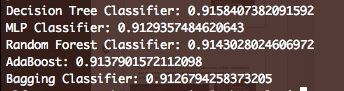 Decision Tree Classifier: 0.9158407382091592
MLP Classifier: 0.9129357484620643
Random Forest Classifier: 0.9143028024606972
AdaBoost: 0.9137901572112098
Bagging Classifier: 0.9126794258373205